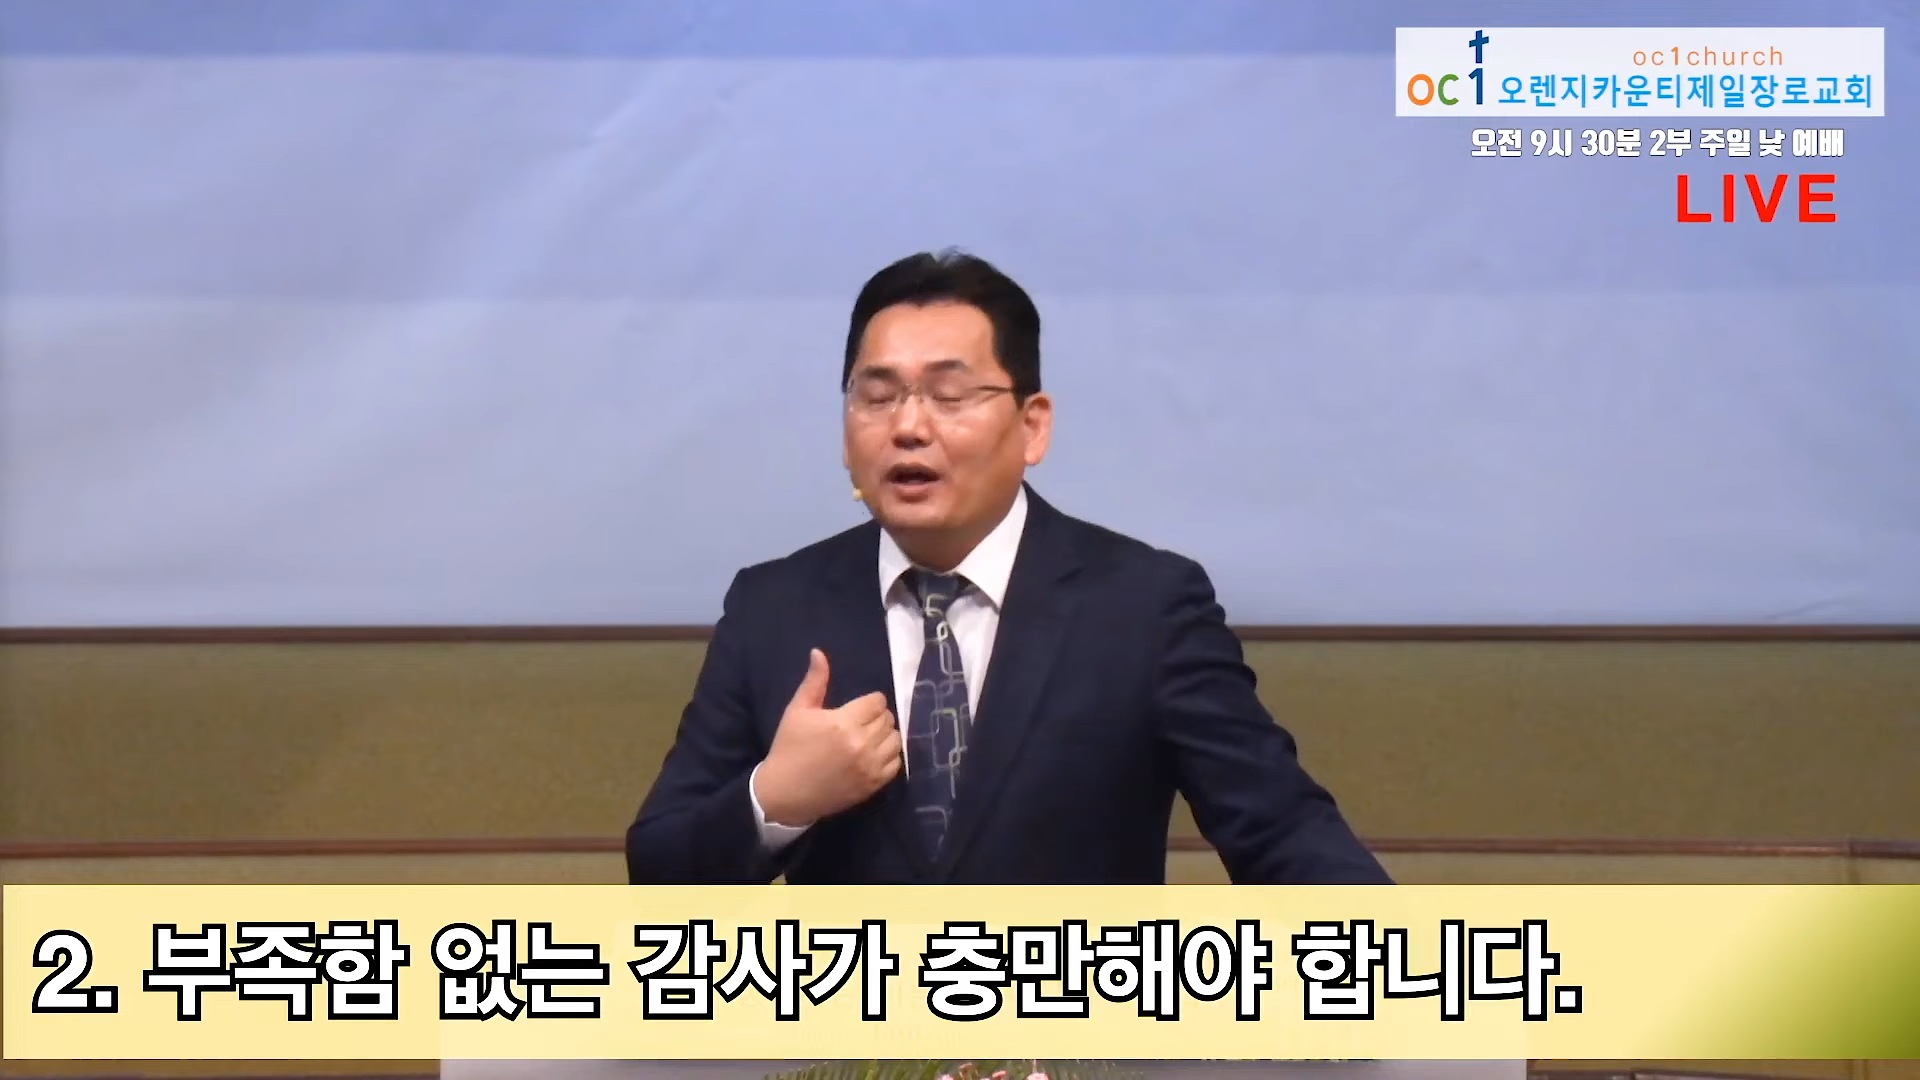 oc1church
oc1 오렌지카운티제일장로교회
오전 9시 30분 2부 주일 낮 예배
LIVE
2. 부족함 없는 감사가 충만해야 합니다.